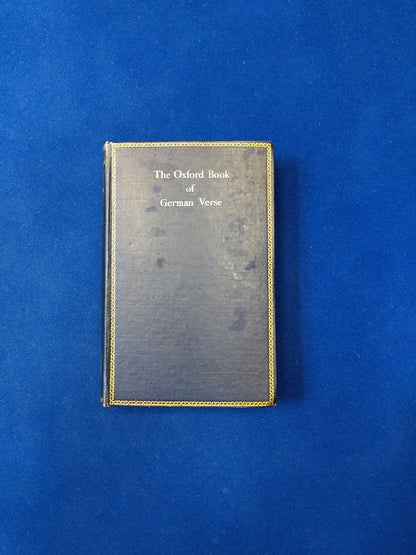 The Oxford Book
of
German Verse